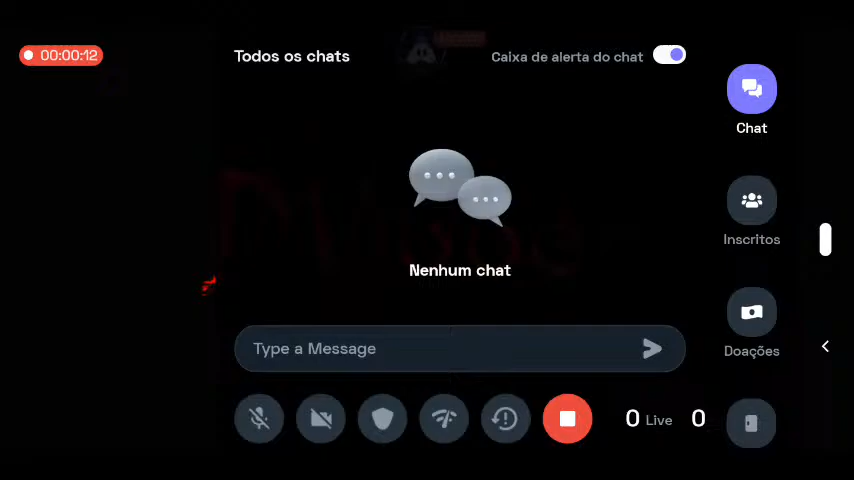 00:00:12
Todos os chats
Caixa de alerta do chat
Chat
Inscritos
Nenhum chat
Type a Message
Doações
0 Live 0